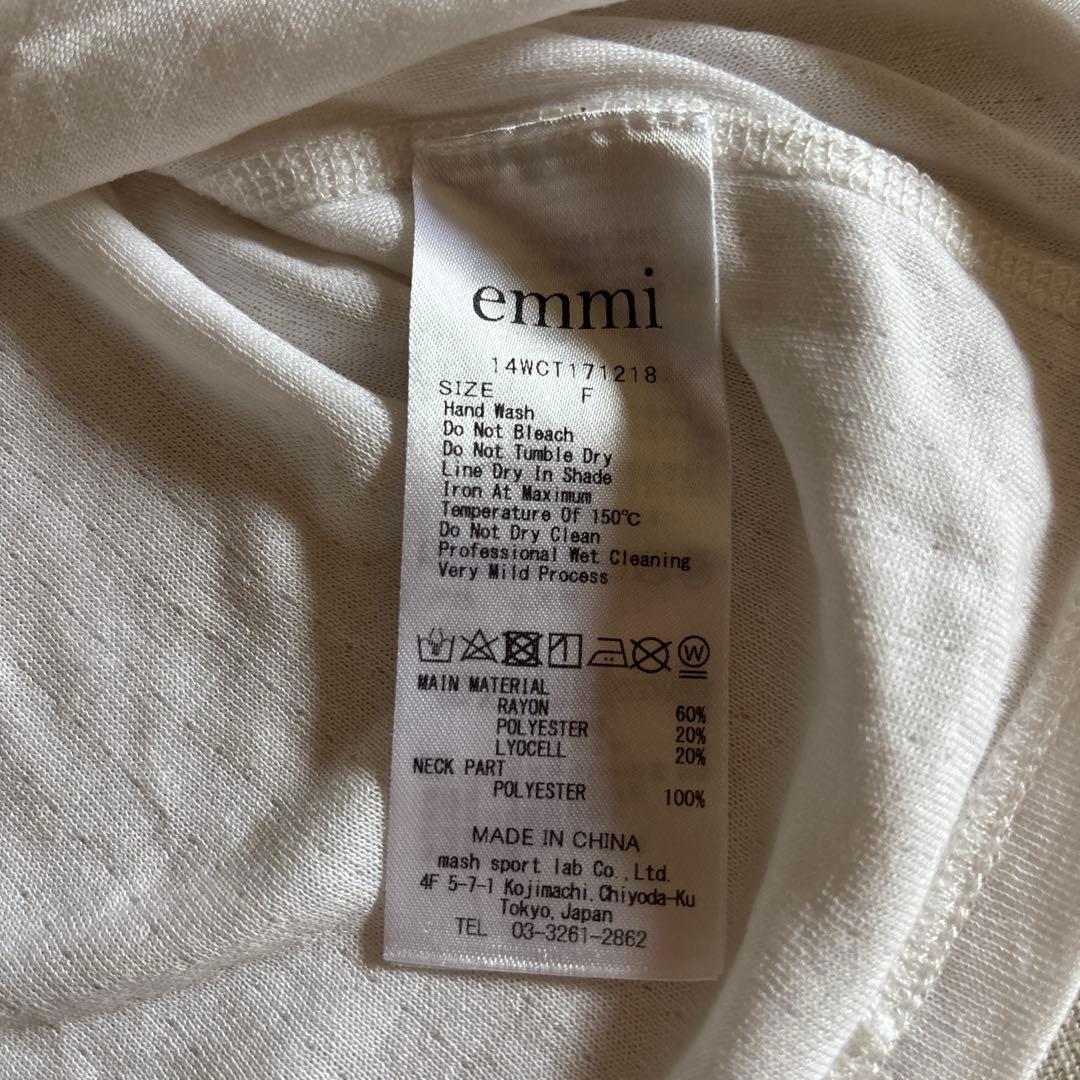 emmi
14WCT171218
SIZE F
Hand Wash
Do Not Bleach
Do Not Tumble Dry
Line Dry In Shade
Iron At Maximum
Temperature Of 150℃
Do Not Dry Clean
Professional Wet Cleaning
Very Mild Process
W
MAIN MATERIAL
RAYON 60%
POLYESTER 20%
LYOCELL 20%
NECK PART
POLYESTER 100%
MADE IN CHINA
mash sport lab Co.,Ltd.
4F 5-7-1 Kojimachi,Chiyoda-Ku
Tokyo,Japan
TEL 03-3261-2862